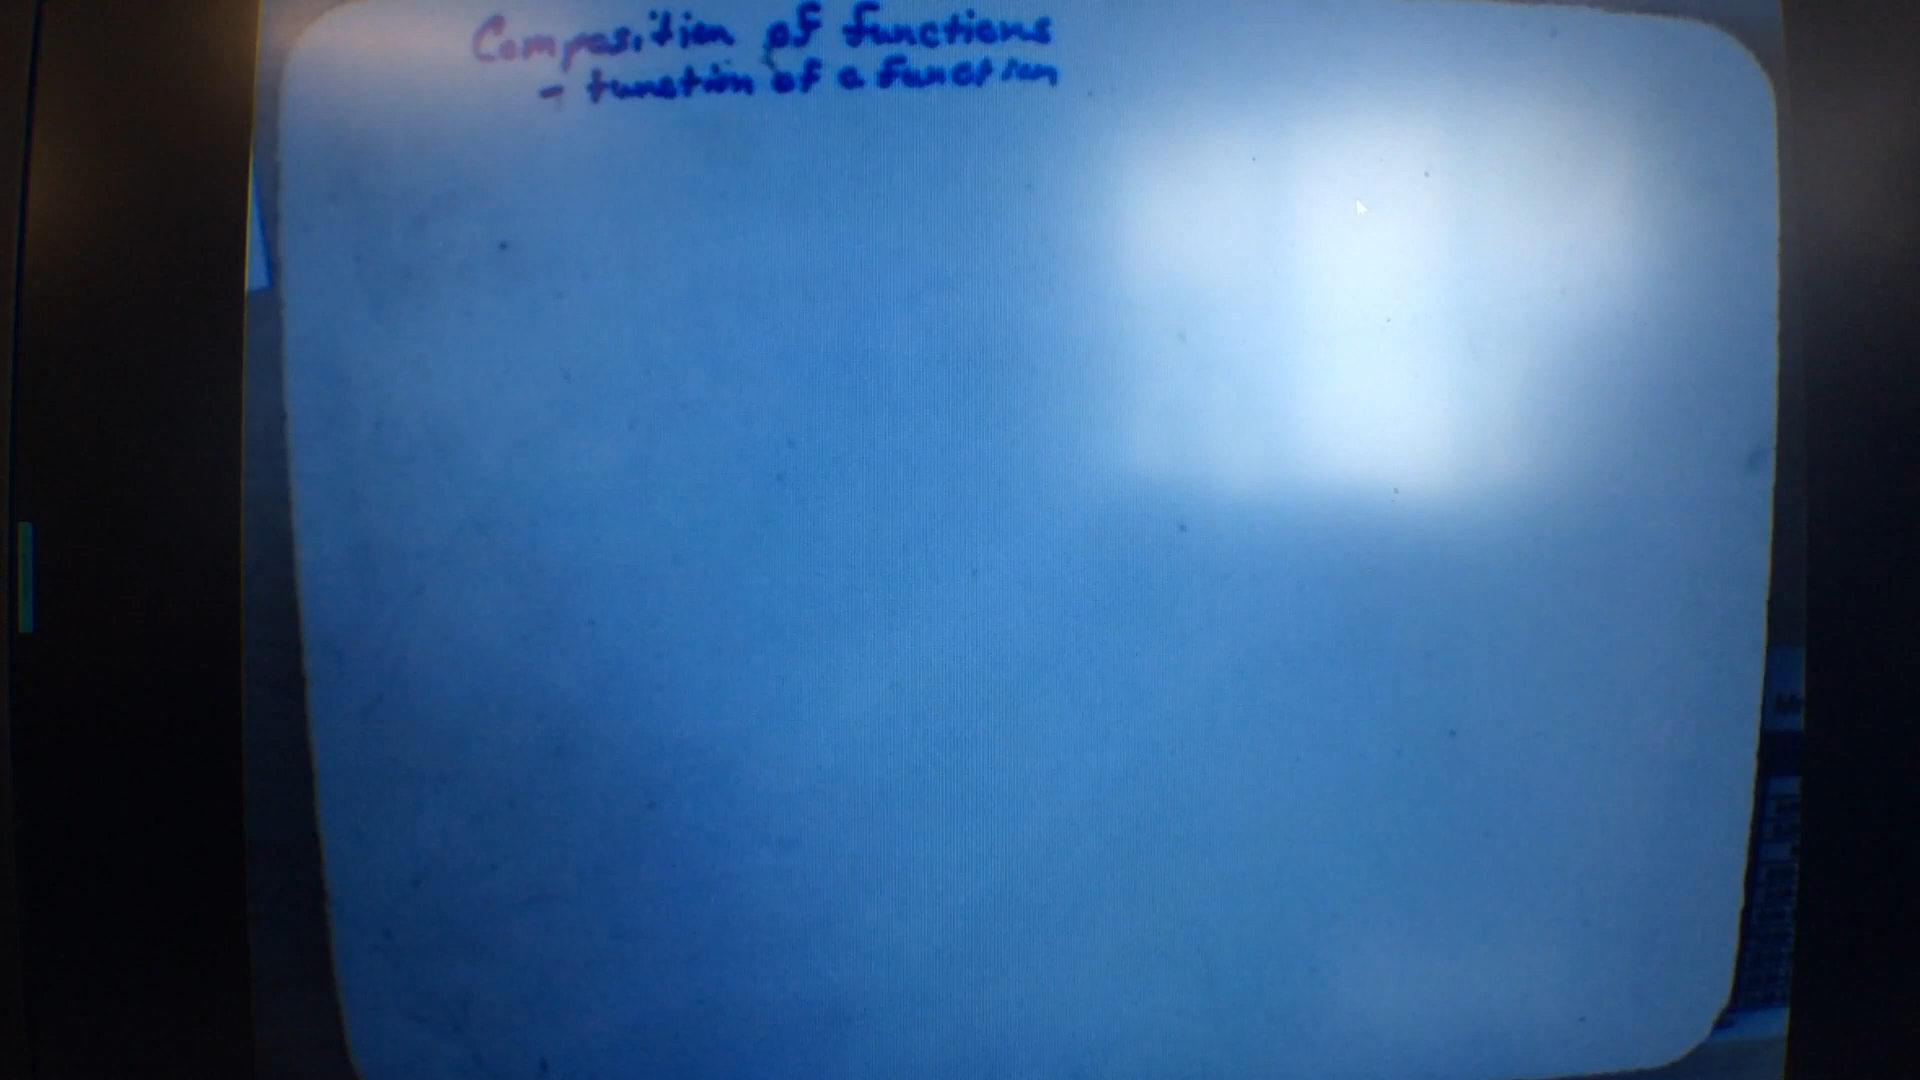 Composition of functions
- function of a function